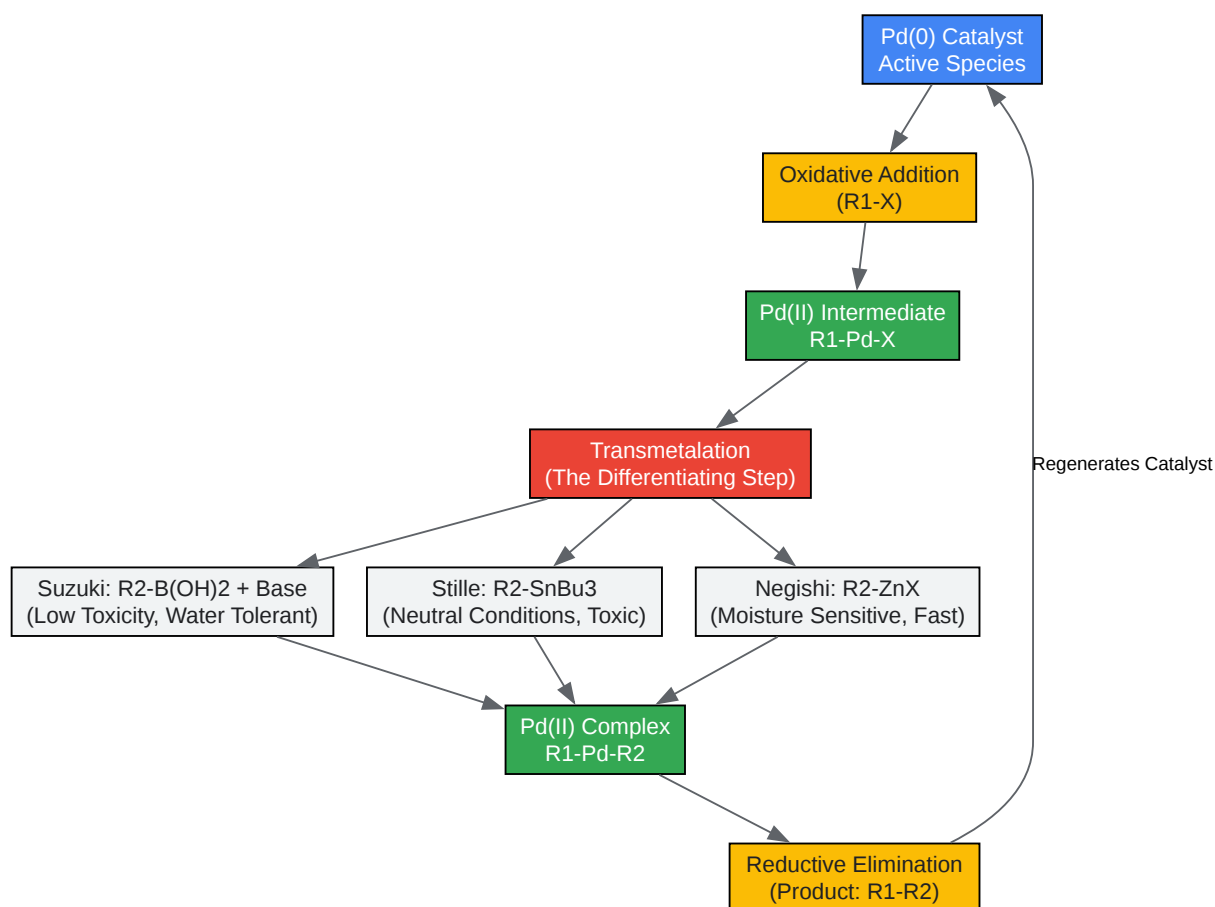 Pd(0) Catalyst
Active Species
Oxidative Addition
(R1-X)
Pd(II) Intermediate
R1-Pd-X
Transmetalation
(The Differentiating Step)
Regenerates Catalyst
Suzuki: R2-B(OH)2 + Base
(Low Toxicity, Water Tolerant)
Stille: R2-SnBu3
(Neutral Conditions, Toxic)
Negishi: R2-ZnX
(Moisture Sensitive, Fast)
Pd(II) Complex
R1-Pd-R2
Reductive Elimination
(Product: R1-R2)